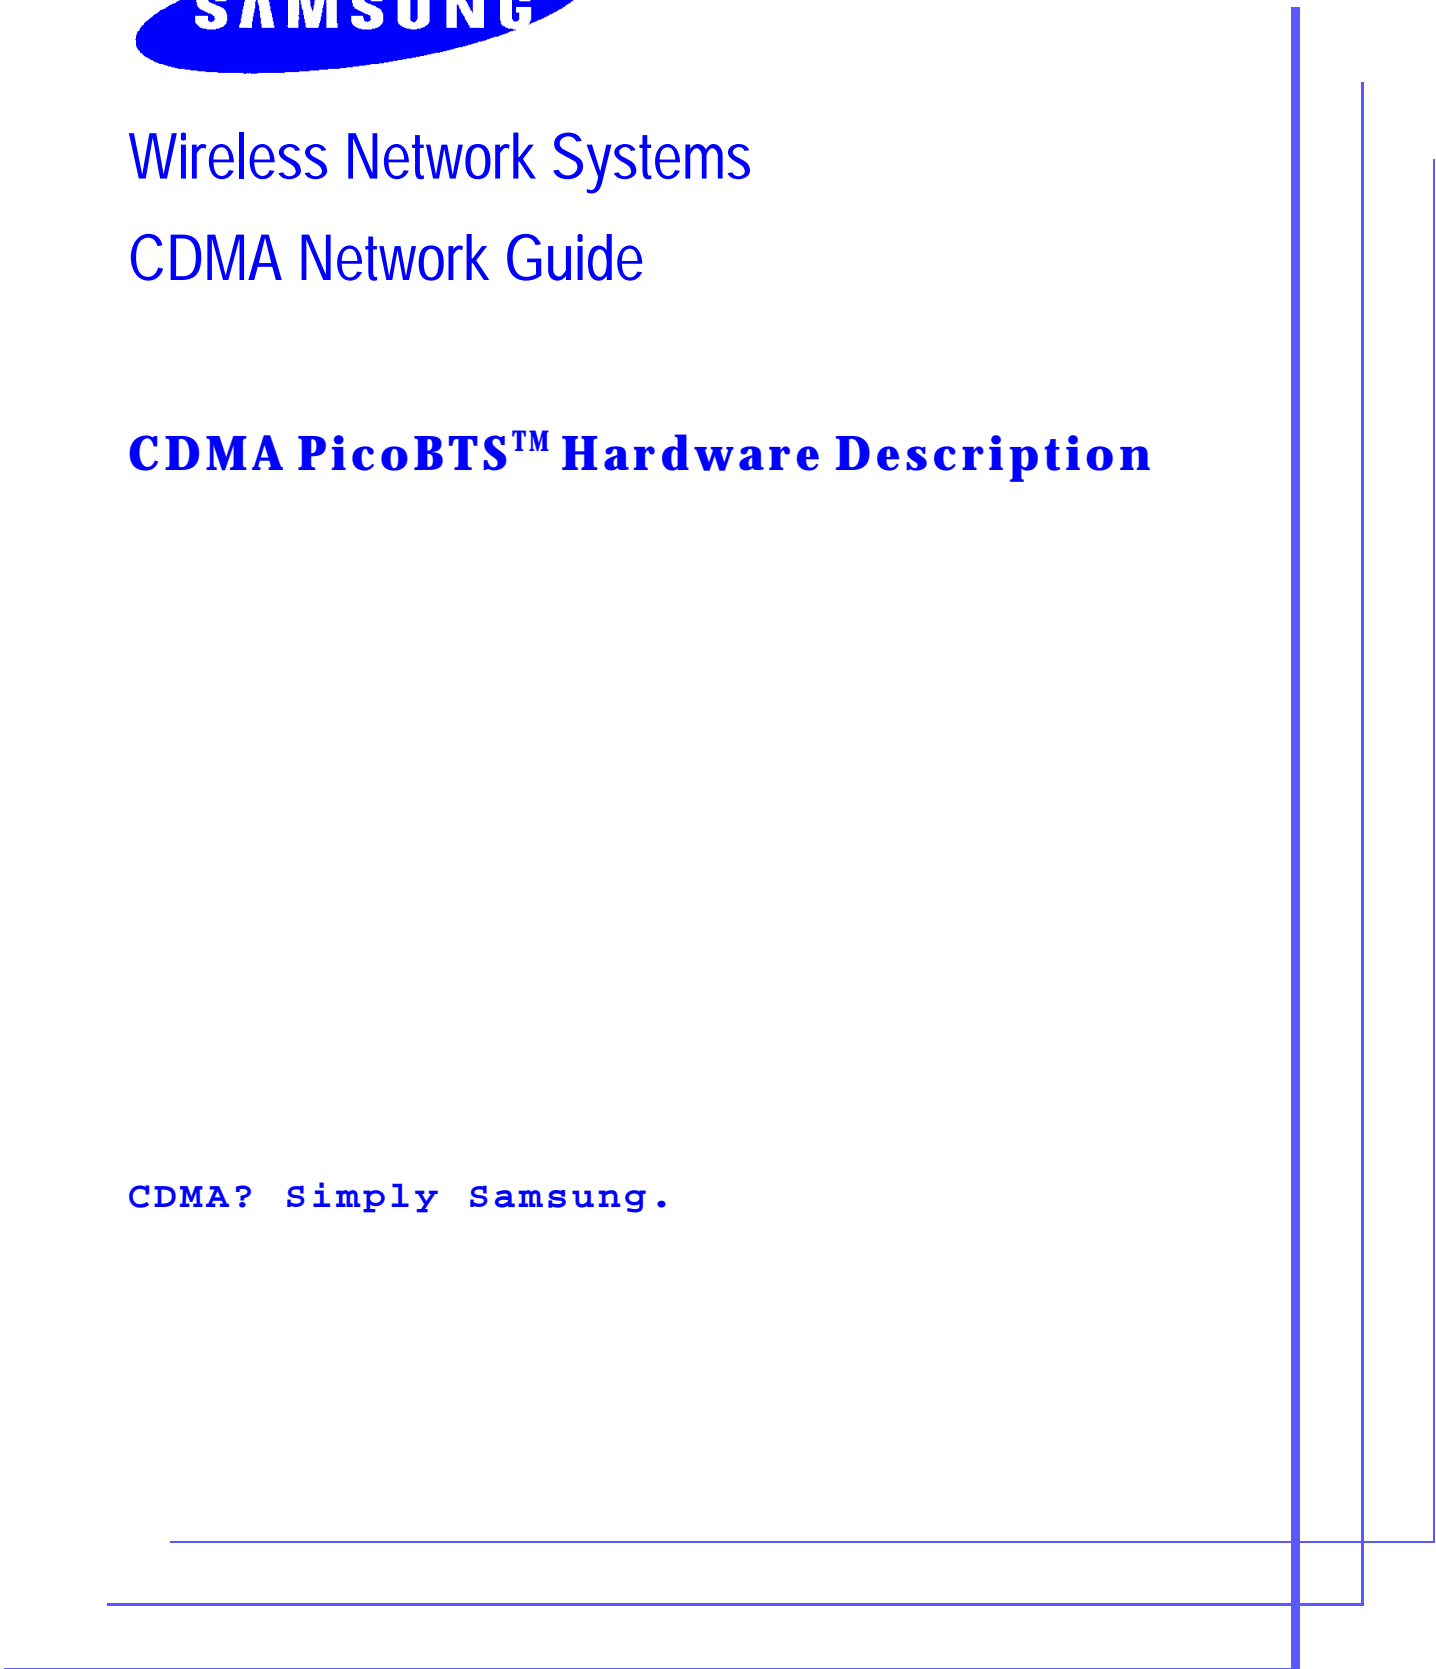 SAMSUNG
Wireless Network Systems
CDMA Network Guide
CDMA PicoBTS™ Hardware Description
CDMA? Simply Samsung.